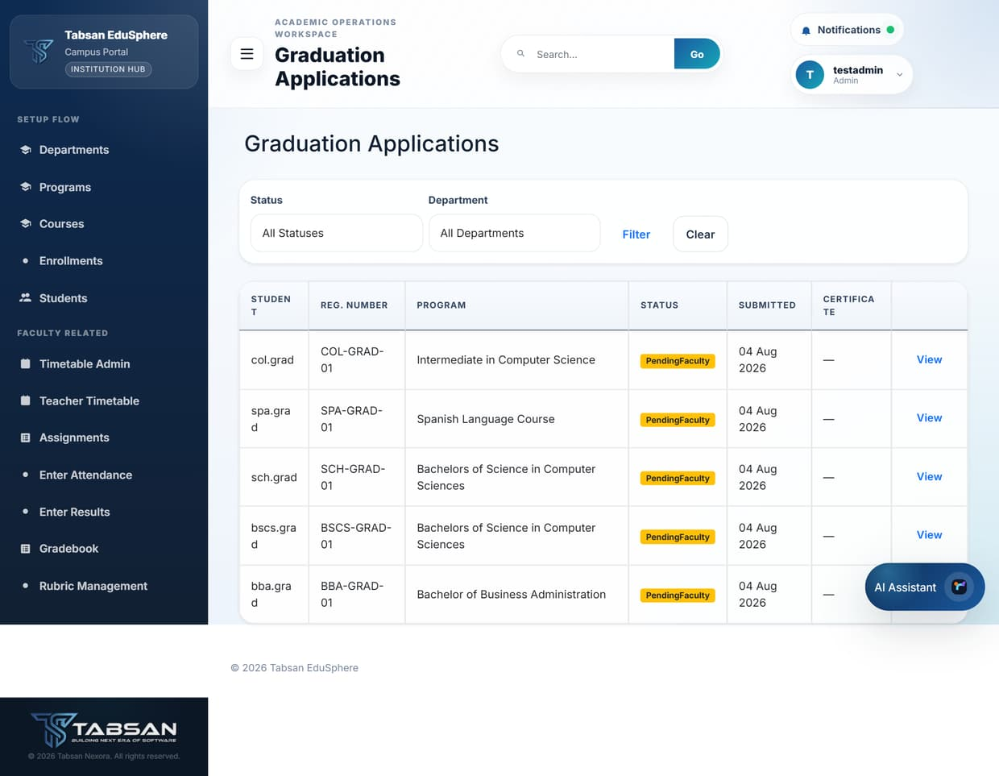 Tabsan EduSphere
Campus Portal
INSTITUTION HUB
SETUP FLOW
Departments
Programs
Courses
Enrollments
Students
FACULTY RELATED
Timetable Admin
Teacher Timetable
Assignments
Enter Attendance
Enter Results
Gradebook
Rubric Management
TABSAN
BUILDING NEXT ERA OF SOFTWARE
© 2026 Tabsan Nexora. All rights reserved.
ACADEMIC OPERATIONS
WORKSPACE
Graduation
Applications
Search...
Go
Notifications
T
testadmin
Admin
Graduation Applications
Status
Department
All Statuses
All Departments
Filter
Clear
STUDEN
T
REG. NUMBER
PROGRAM
STATUS
SUBMITTED
CERTIFICA
TE
col.grad
COL-GRAD-
01
Intermediate in Computer Science
PendingFaculty
04 Aug
2026
—
View
spa.gra
d
SPA-GRAD-
01
Spanish Language Course
PendingFaculty
04 Aug
2026
—
View
sch.grad
SCH-GRAD-
01
Bachelors of Science in Computer
Sciences
PendingFaculty
04 Aug
2026
—
View
bscs.gra
d
BSCS-GRAD-
01
Bachelors of Science in Computer
Sciences
PendingFaculty
04 Aug
2026
—
View
bba.gra
d
BBA-GRAD-
01
Bachelor of Business Administration
PendingFaculty
04 Aug
2026
—
AI Assistant
© 2026 Tabsan EduSphere